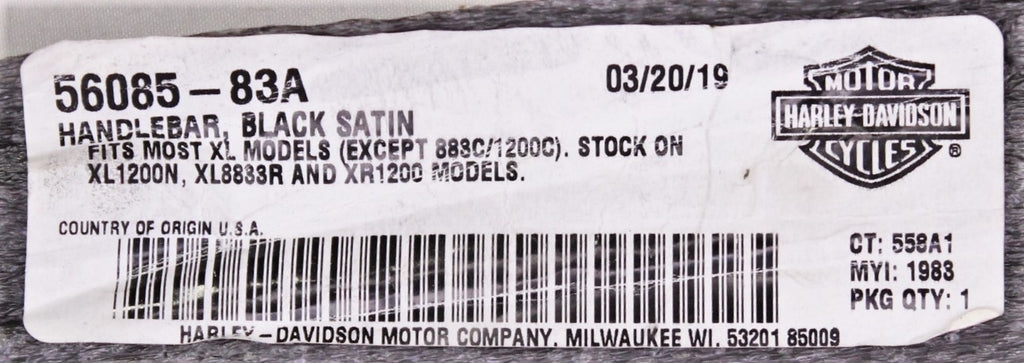 56085-83A
03/20/19
HANDLEBAR, BLACK SATIN
FITS MOST XL MODELS (EXCEPT 883C/1200C). STOCK ON
XL1200N, XL8833R AND XR1200 MODELS.
MOTOR
HARLEY-DAVIDSON
CYCLES ®
COUNTRY OF ORIGIN U.S.A.
CT: 558A1
MYI: 1983
PKG QTY: 1
HARLEY-DAVIDSON MOTOR COMPANY. MILWAUKEE WI. 53201 85009